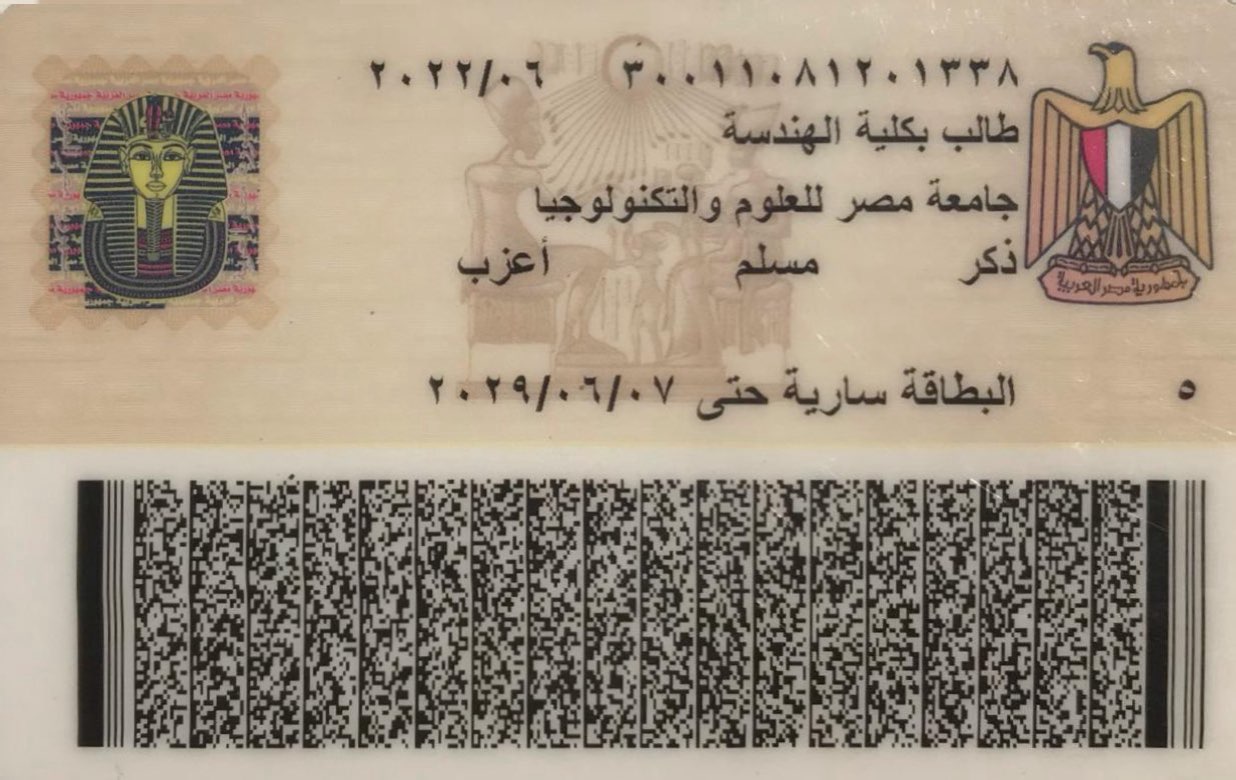 ٣٠٠١١٠٨١٢٠١٣٣٨ ٢٠٢٢/٠٦
طالب بكلية الهندسة
جامعة مصر للعلوم والتكنولوجيا
ذكر مسلم أعزب
جمهورية مصر العربية
٥ البطاقة سارية حتى ٢٠٢٩/٠٦/٠٧